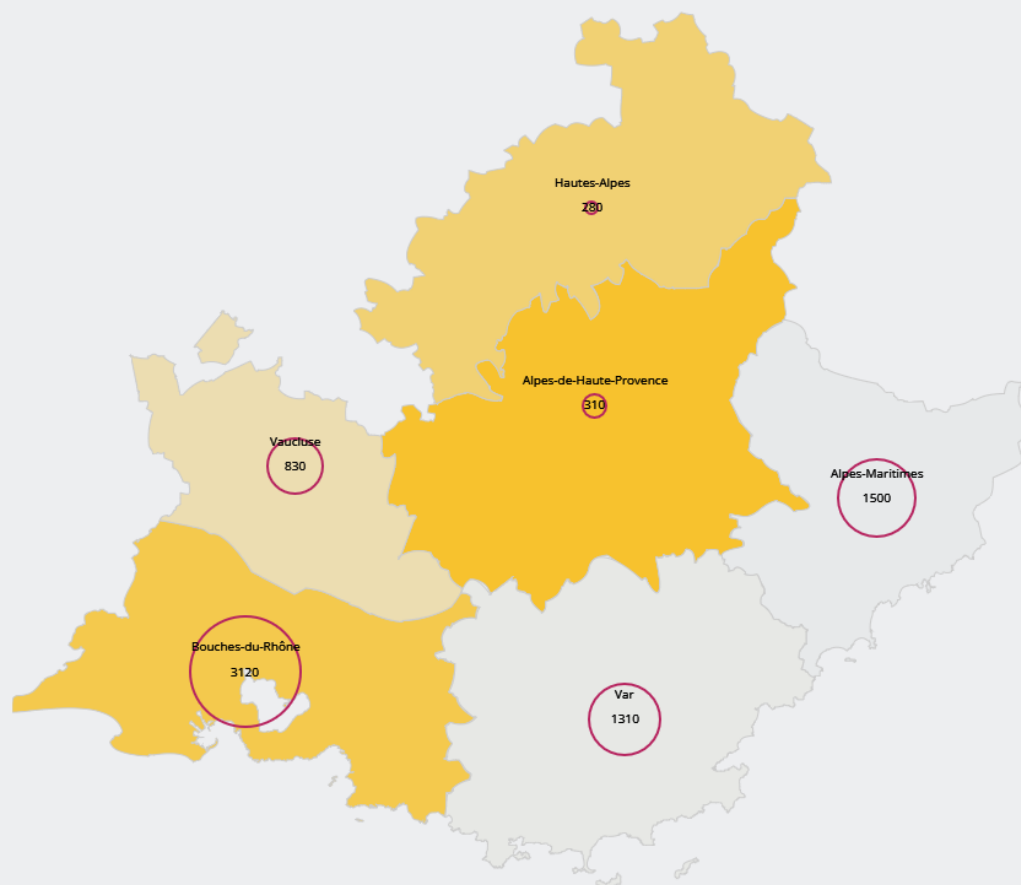 Hautes-Alpes
280
Alpes-de-Haute-Provence
310
Vaucluse
830
Alpes-Maritimes
1500
Bouches-du-Rhône
3120
Var
1310